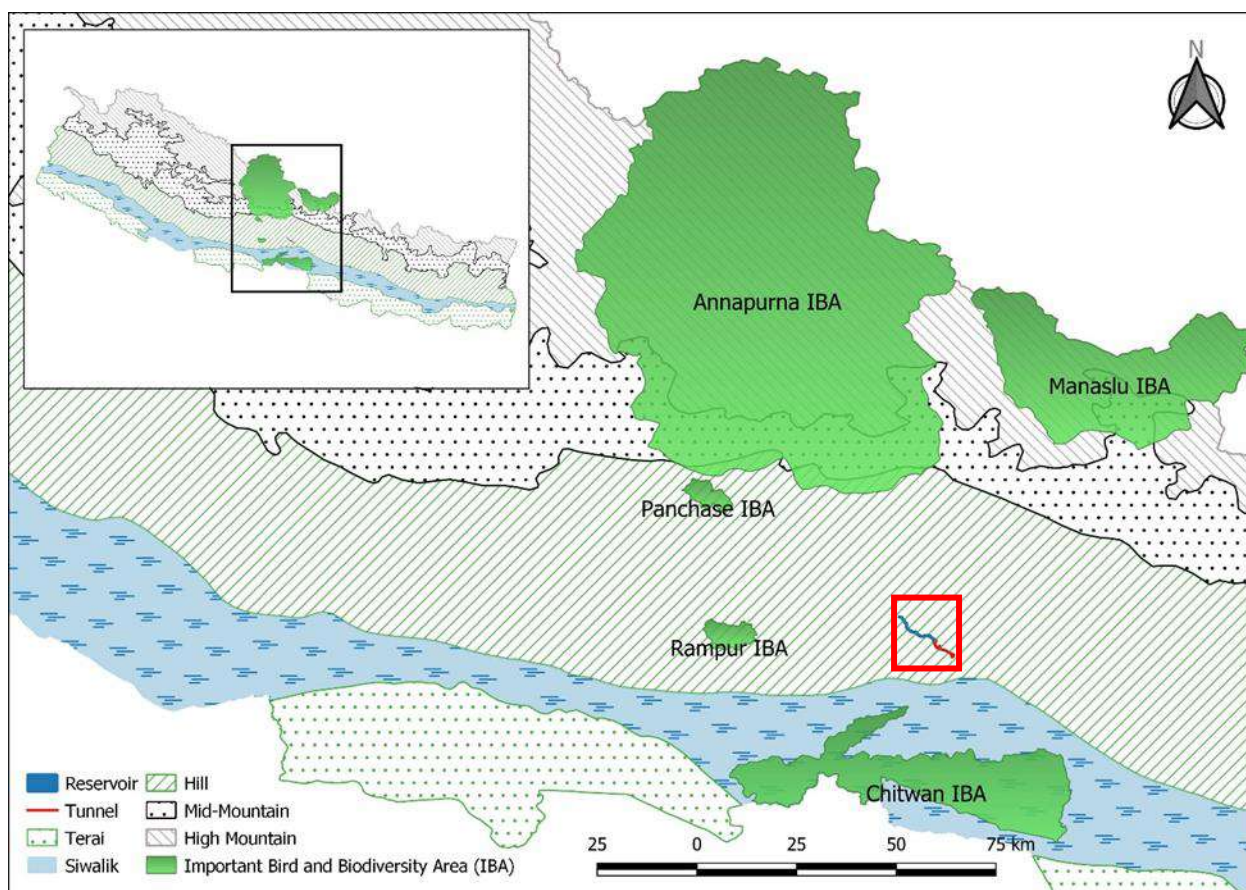 N
Annapurna IBA
Manaslu IBA
Panchase IBA
Rampur IBA
Chitwan IBA
Reservoir
Hill
Tunnel
Mid-Mountain
Terai
High Mountain
Siwalik
Important Bird and Biodiversity Area (IBA)
25 0 25 50 75 km